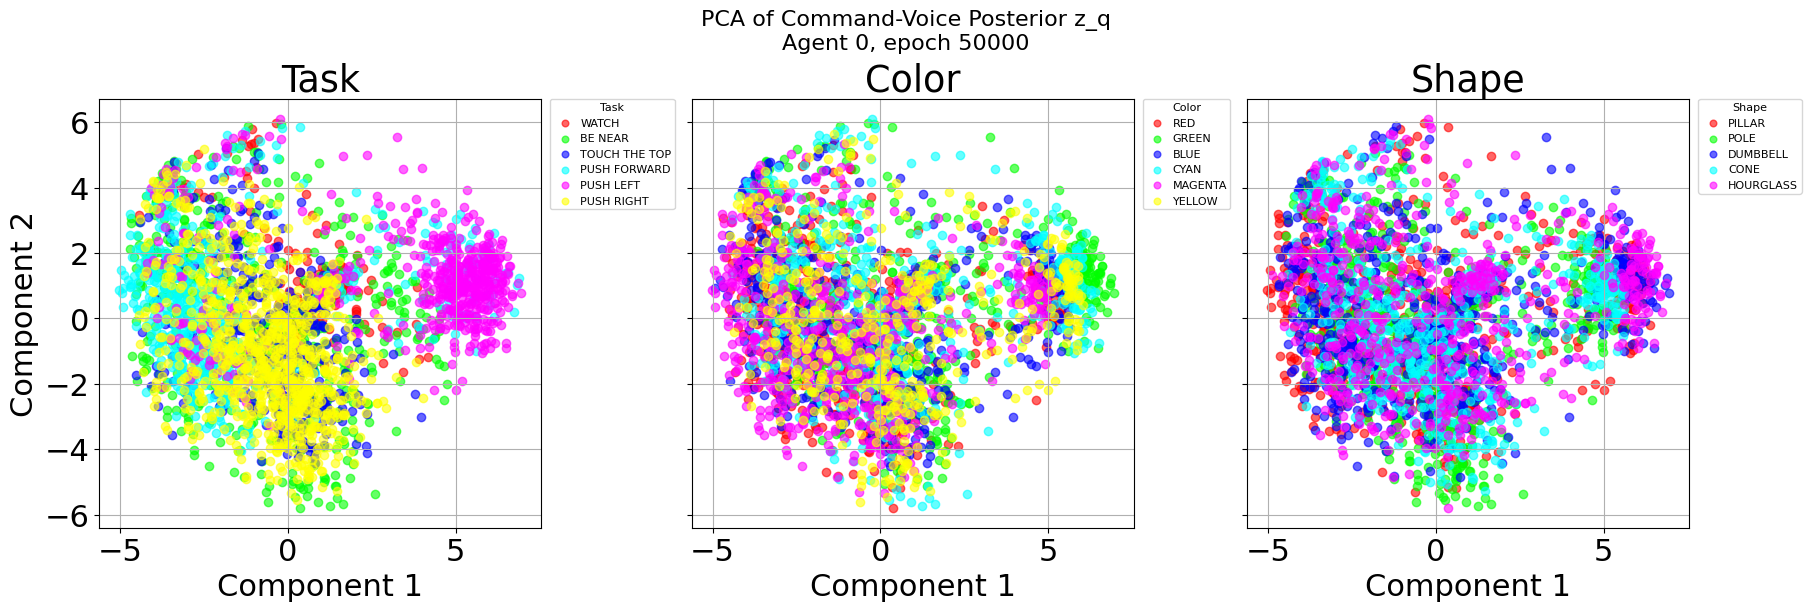 PCA of Command-Voice Posterior z_q
Agent 0, epoch 50000
Task
Color
Shape
Component 2
6
4
2
0
−2
−4
−6
−5 0 5
Component 1
Task
WATCH
BE NEAR
TOUCH THE TOP
PUSH FORWARD
PUSH LEFT
PUSH RIGHT
−5 0 5
Component 1
Color
RED
GREEN
BLUE
CYAN
MAGENTA
YELLOW
−5 0 5
Component 1
Shape
PILLAR
POLE
DUMBBELL
CONE
HOURGLASS